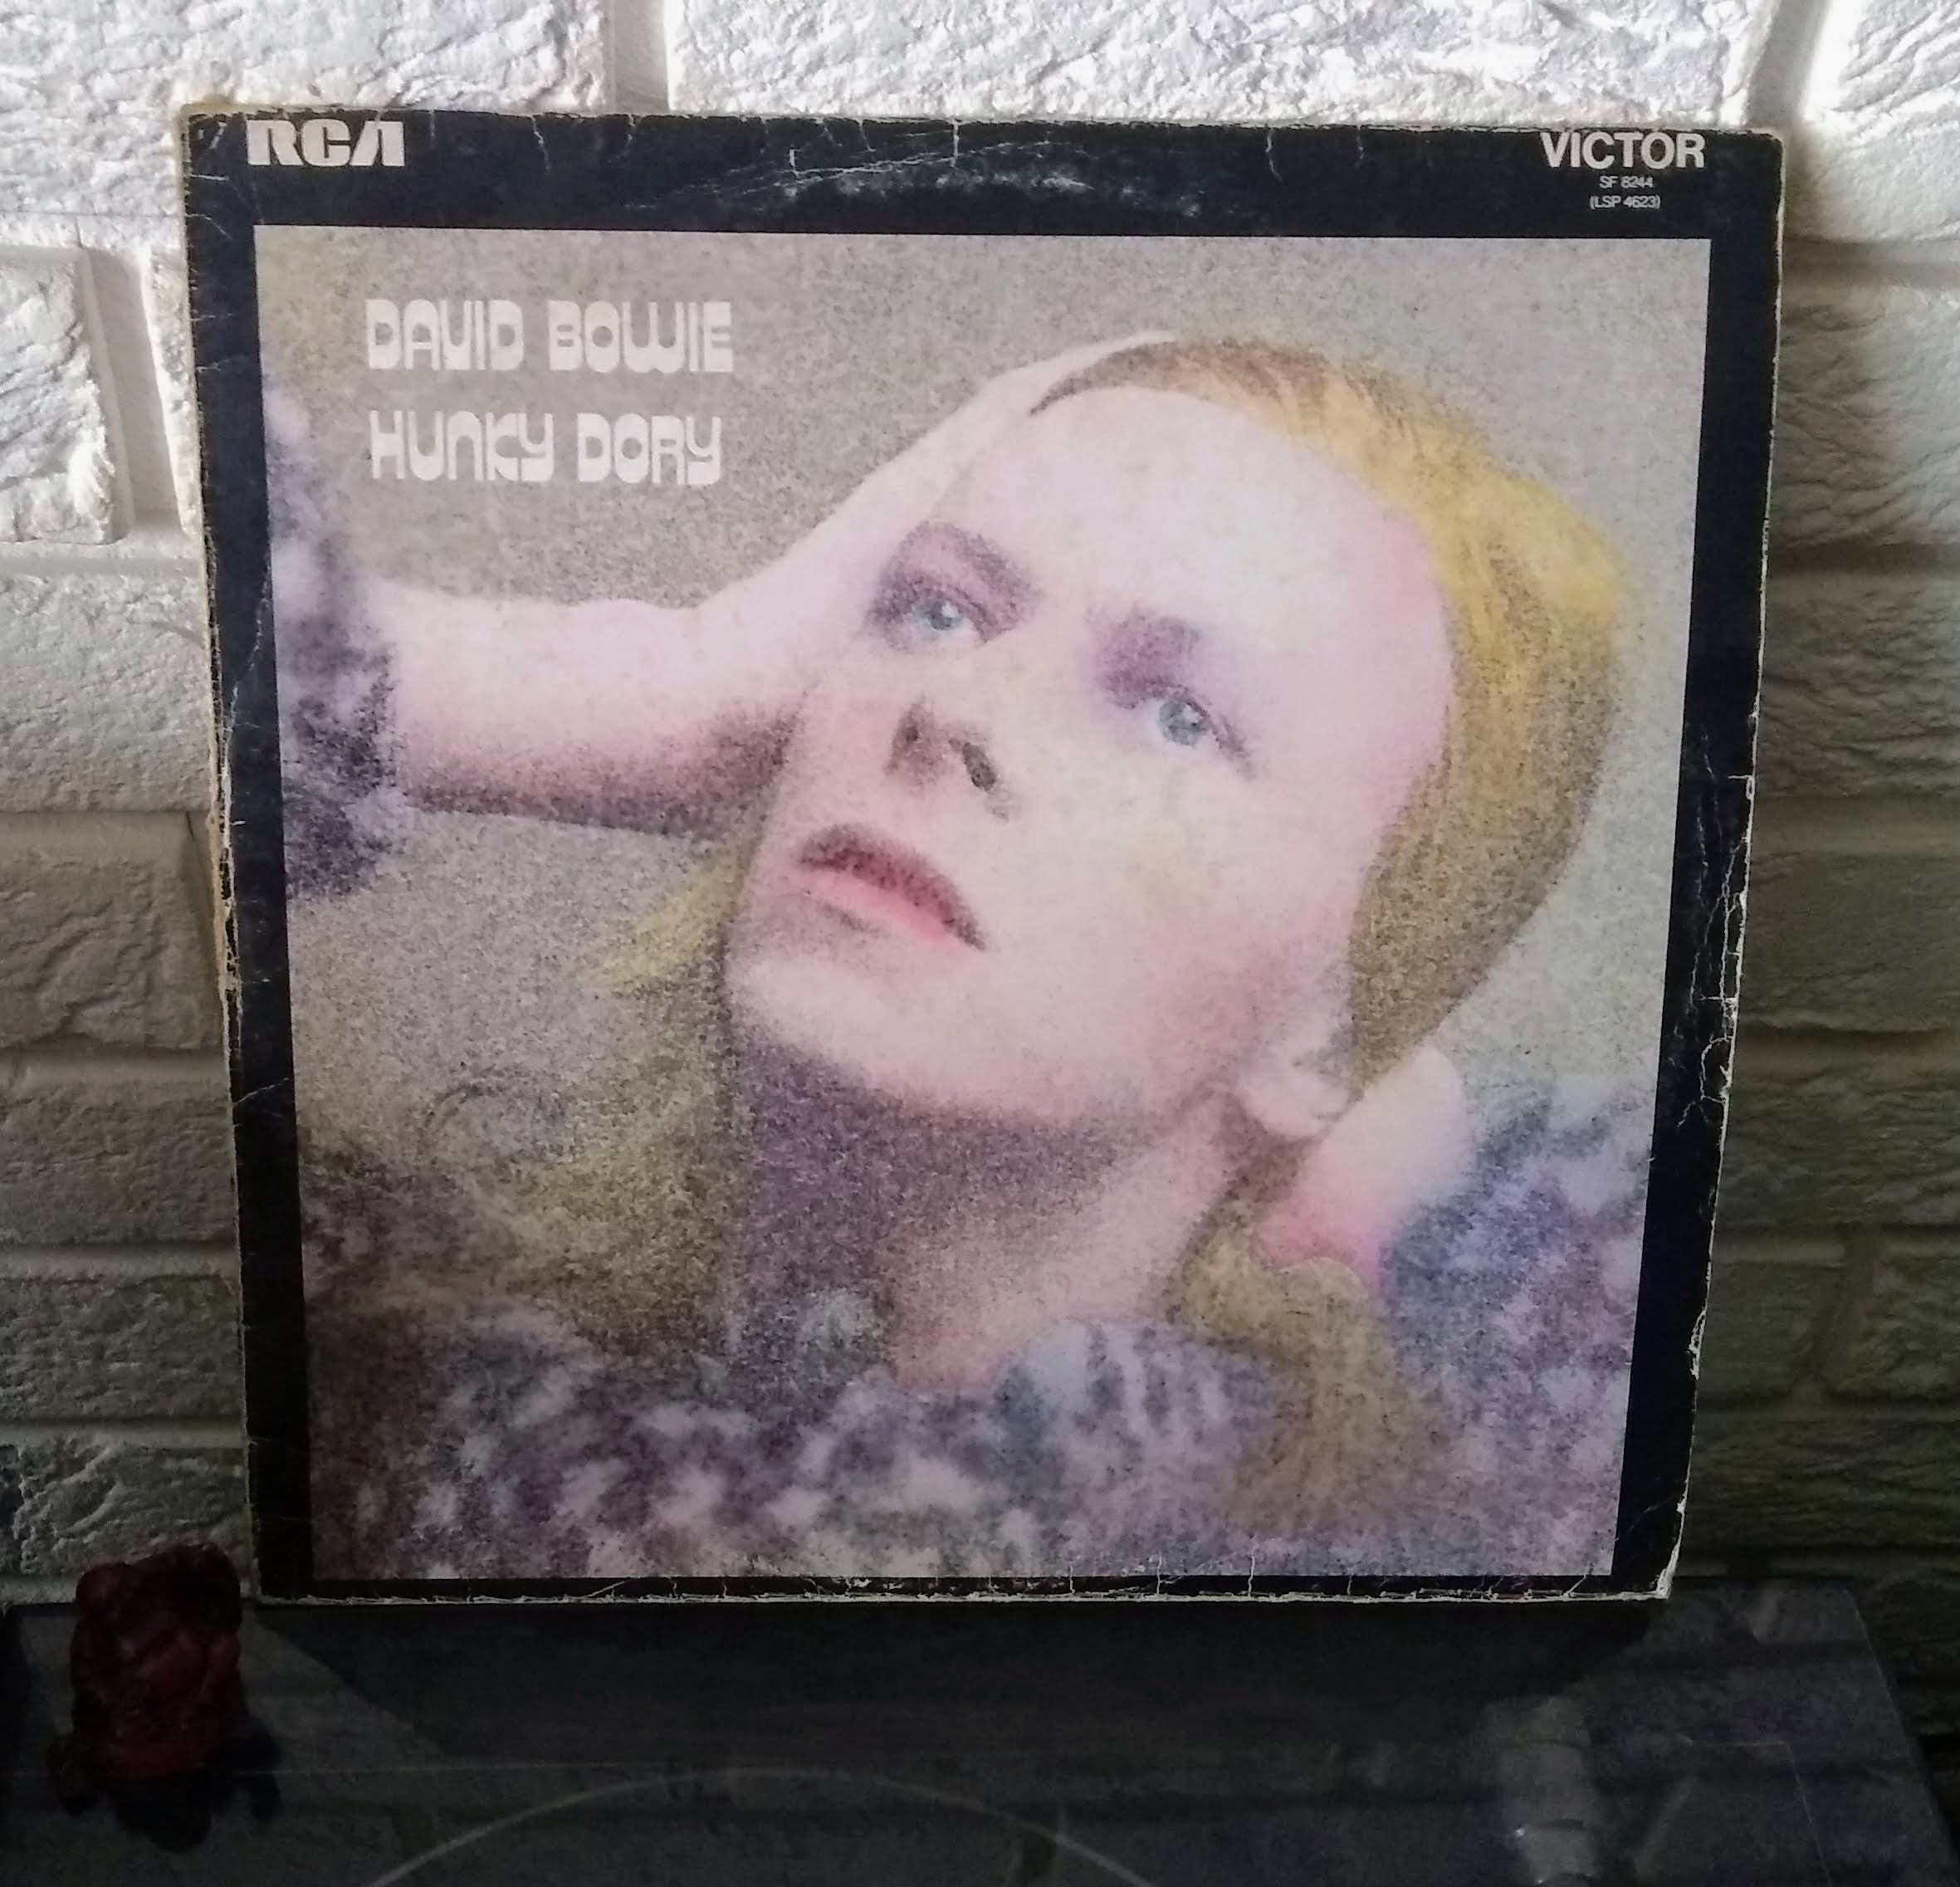 RCA
VICTOR
SF 8244
(LSP 4623)
DAVID BOWIE
HUNKY DORY